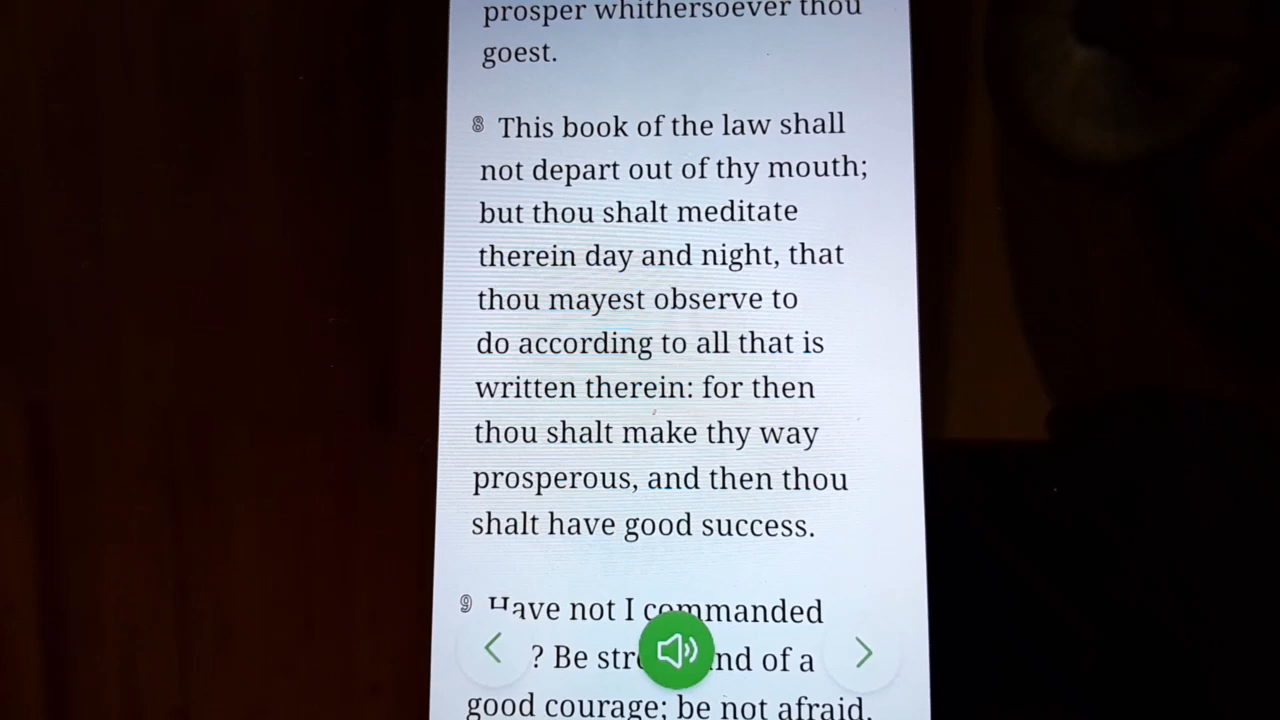 prosper whithersoever thou
goest.
8 This book of the law shall
not depart out of thy mouth;
but thou shalt meditate
therein day and night, that
thou mayest observe to
do according to all that is
written therein: for then
thou shalt make thy way
prosperous, and then thou
shalt have good success.
9 Have not I commanded
? Be of a
good courage; be not afraid,